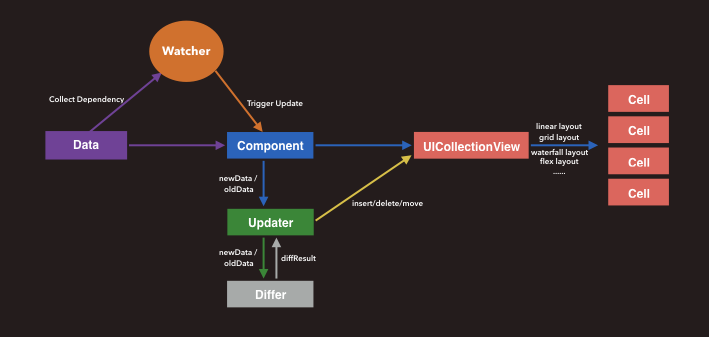 Watcher
Collect Dependency
Trigger Update
Data
Component
UICollectionView
linear layout
grid layout
waterfall layout
flex layout
......
Cell
Cell
Cell
Cell
newData /
oldData
Updater
insert/delete/move
newData /
oldData
diffResult
Differ